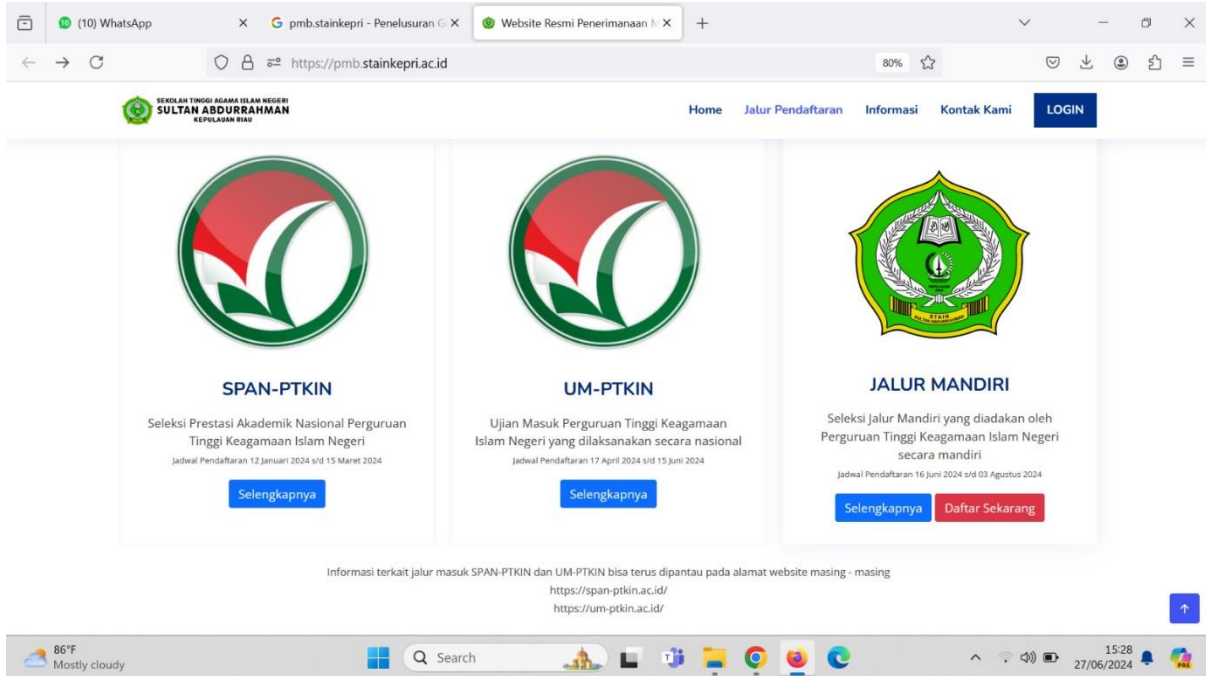 (10) WhatsApp
pmb.stainkepri - Penelusuran G
Website Resmi Penerimanaan M
https://pmb.stainkepri.ac.id
80%
SEKOLAH TINGGI AGAMA ISLAM NEGERI
SULTAN ABDURRAHMAN
KEPULAUAN RIAU
Home Jalur Pendaftaran Informasi Kontak Kami LOGIN
SPAN-PTKIN
Seleksi Prestasi Akademik Nasional Perguruan
Tinggi Keagamaan Islam Negeri
Jadwal Pendaftaran 12 Januari 2024 s/d 15 Maret 2024
Selengkapnya
UM-PTKIN
Ujian Masuk Perguruan Tinggi Keagamaan
Islam Negeri yang dilaksanakan secara nasional
Jadwal Pendaftaran 17 April 2024 s/d 15 Juni 2024
Selengkapnya
KEPULAUAN
RIAU
STAIN
SULTAN ABDURRAHMAN
JALUR MANDIRI
Seleksi Jalur Mandiri yang diadakan oleh
Perguruan Tinggi Keagamaan Islam Negeri
secara mandiri
Jadwal Pendaftaran 16 Juni 2024 s/d 03 Agustus 2024
Selengkapnya Daftar Sekarang
Informasi terkait jalur masuk SPAN-PTKIN dan UM-PTKIN bisa terus dipantau pada alamat website masing - masing
https://span-ptkin.ac.id/
https://um-ptkin.ac.id/
86°F
Mostly cloudy
Search
15:28
27/06/2024
PRE